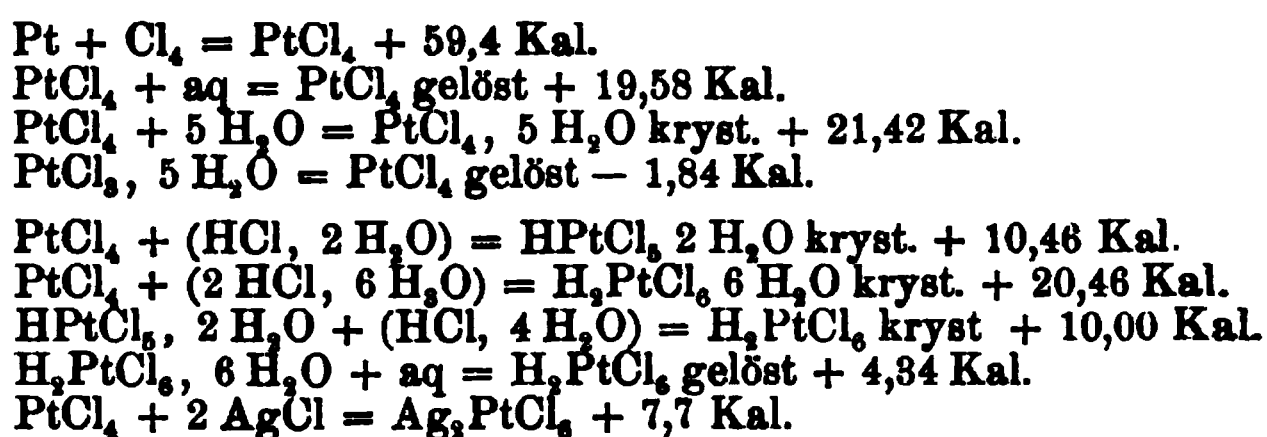 Pt + Cl₄ = PtCl₄ + 59,4 Kal.
PtCl₄ + aq = PtCl₄ gelöst + 19,58 Kal.
PtCl₄ + 5 H₂O = PtCl₄, 5 H₂O kryst. + 21,42 Kal.
PtCl₃, 5 H₂O = PtCl₄ gelöst — 1,84 Kal.
PtCl₄ + (HCl, 2 H₂O) = HPtCl₅ 2 H₂O kryst. + 10,46 Kal.
PtCl₄ + (2 HCl, 6 H₃O) = H₂PtCl₆ 6 H₂O kryst. + 20,46 Kal.
HPtCl₅, 2 H₂O + (HCl, 4 H₂O) = H₂PtCl₆ kryst + 10,00 Kal.
H₂PtCl₆, 6 H₂O + aq = H₂PtCl₆ gelöst + 4,34 Kal.
PtCl₄ + 2 AgCl = Ag₂PtCl₆ + 7,7 Kal.